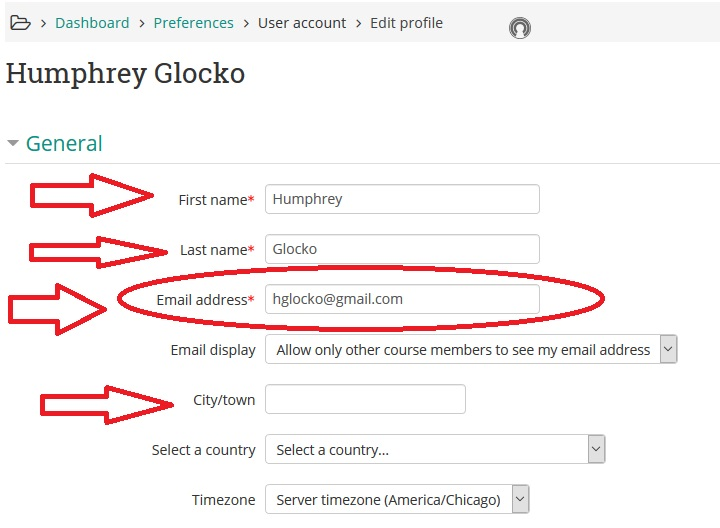 > Dashboard > Preferences > User account > Edit profile
Humphrey Glocko
General
First name* Humphrey
Last name* Glocko
Email address* hglocko@gmail.com
Email display Allow only other course members to see my email address
City/town
Select a country Select a country...
Timezone Server timezone (America/Chicago)